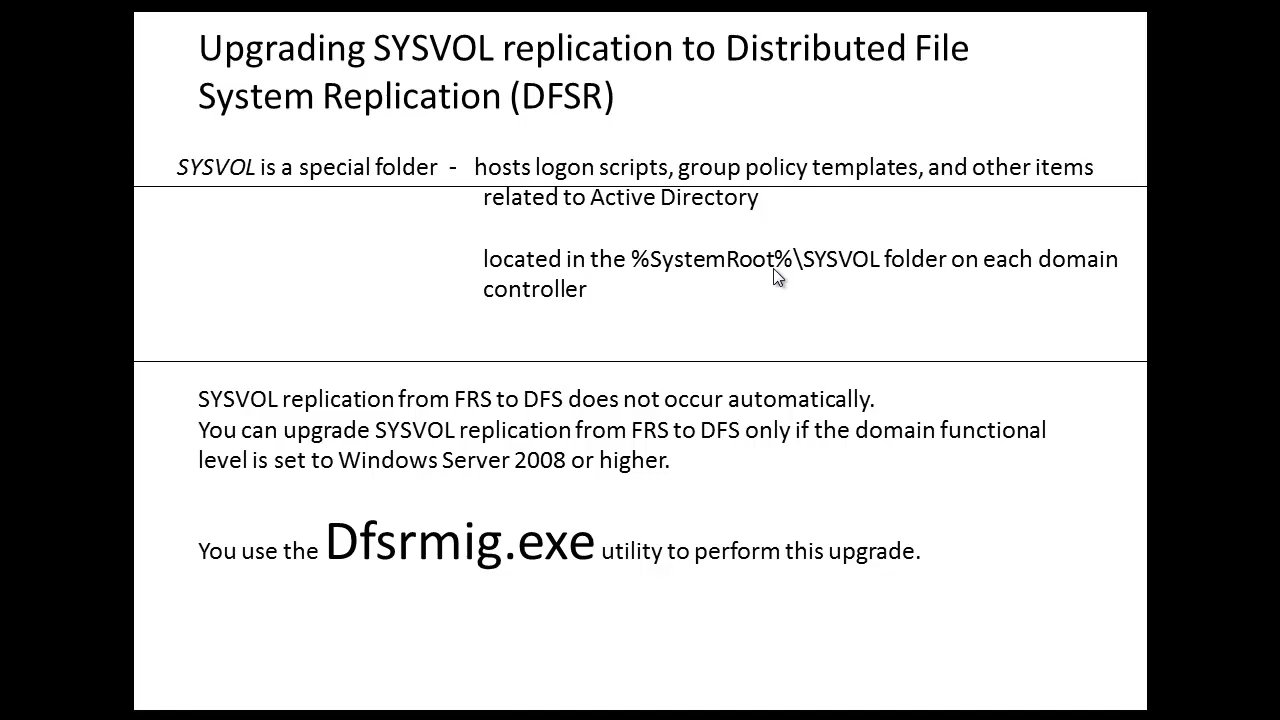 Upgrading SYSVOL replication to Distributed File
System Replication (DFSR)
SYSVOL is a special folder - hosts logon scripts, group policy templates, and other items
related to Active Directory
located in the %SystemRoot%\SYSVOL folder on each domain
controller
SYSVOL replication from FRS to DFS does not occur automatically.
You can upgrade SYSVOL replication from FRS to DFS only if the domain functional
level is set to Windows Server 2008 or higher.
You use the Dfsrmig.exe utility to perform this upgrade.